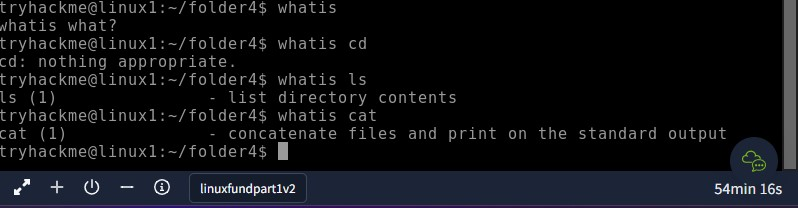 tryhackme@linux1:~/folder4$ whatis
whatis what?
tryhackme@linux1:~/folder4$ whatis cd
cd: nothing appropriate.
tryhackme@linux1:~/folder4$ whatis ls
ls (1)               - list directory contents
tryhackme@linux1:~/folder4$ whatis cat
cat (1)              - concatenate files and print on the standard output
tryhackme@linux1:~/folder4$
linuxfundpart1v2
54min 16s